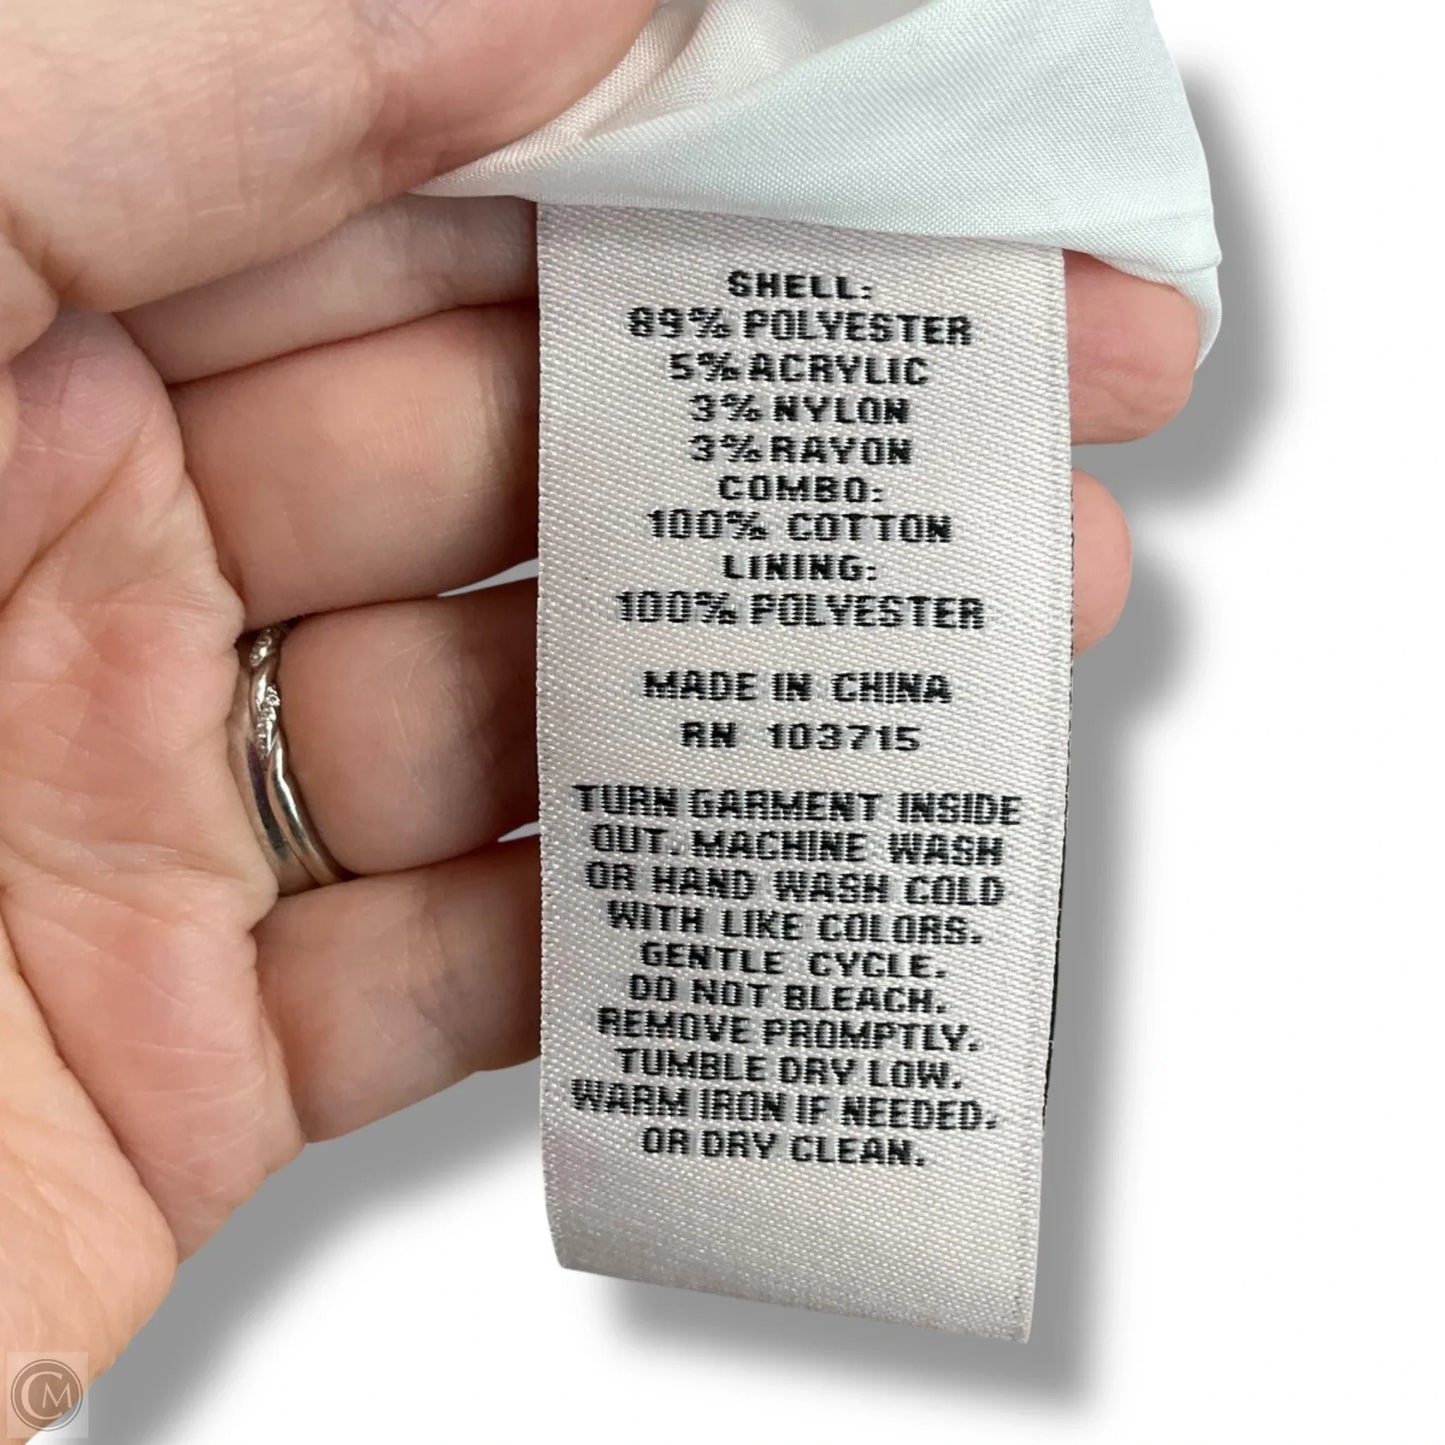 SHELL:
89% POLYESTER
5% ACRYLIC
3% NYLON
3% RAYON
COMBO:
100% COTTON
LINING:
100% POLYESTER
MADE IN CHINA
RN 103715
TURN GARMENT INSIDE
OUT. MACHINE WASH
OR HAND WASH COLD
WITH LIKE COLORS.
GENTLE CYCLE.
DO NOT BLEACH.
REMOVE PROMPTLY.
TUMBLE DRY LOW.
WARM IRON IF NEEDED.
OR DRY CLEAN.
CM